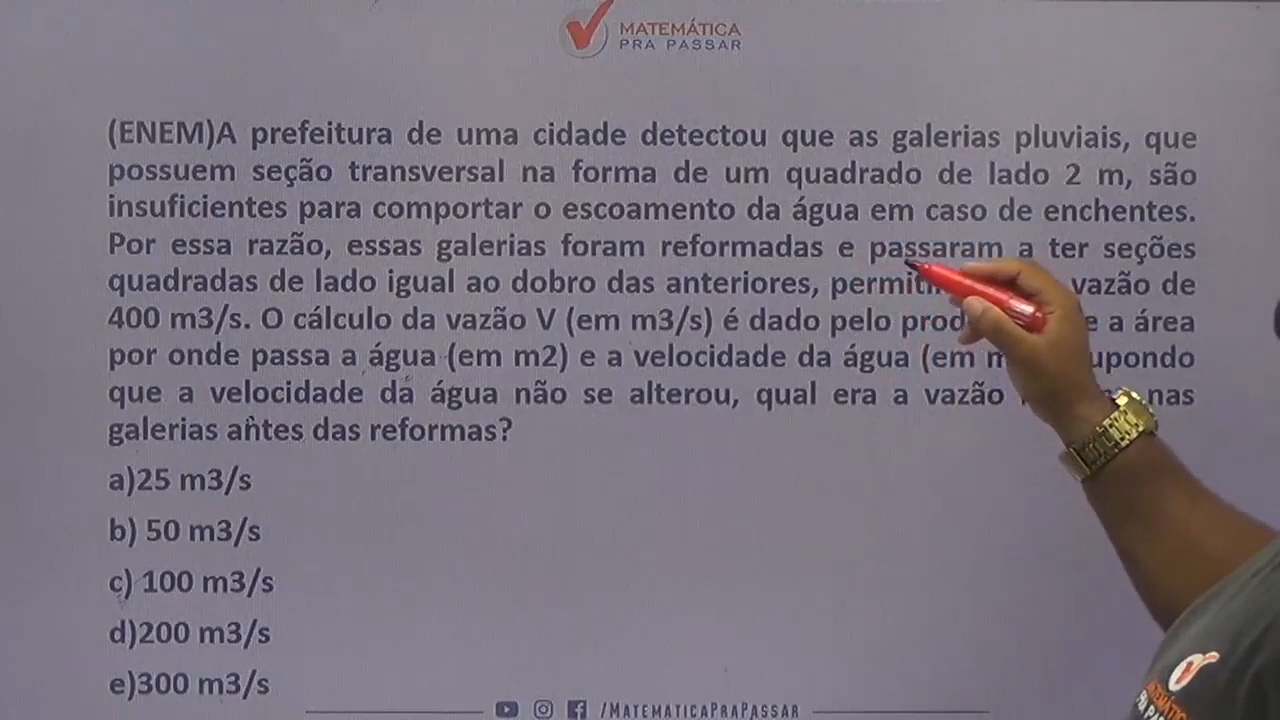 MATEMÁTICA
PRA PASSAR
(ENEM)A prefeitura de uma cidade detectou que as galerias pluviais, que
possuem seção transversal na forma de um quadrado de lado 2 m, são
insuficientes para comportar o escoamento da água em caso de enchentes.
Por essa razão, essas galerias foram reformadas e passaram a ter seções
quadradas de lado igual ao dobro das anteriores, vazão de
400 m3/s. O cálculo da vazão V (em m3/s) é dado pelo a área
por onde passa a água (em m2) e a velocidade da água (em
que a velocidade da água não se alterou, qual era a vazão nas
galerias antes das reformas?
a)25 m3/s
b) 50 m3/s
c) 100 m3/s
d)200 m3/s
e)300 m3/s
/MATEMATICAPRAPASSAR